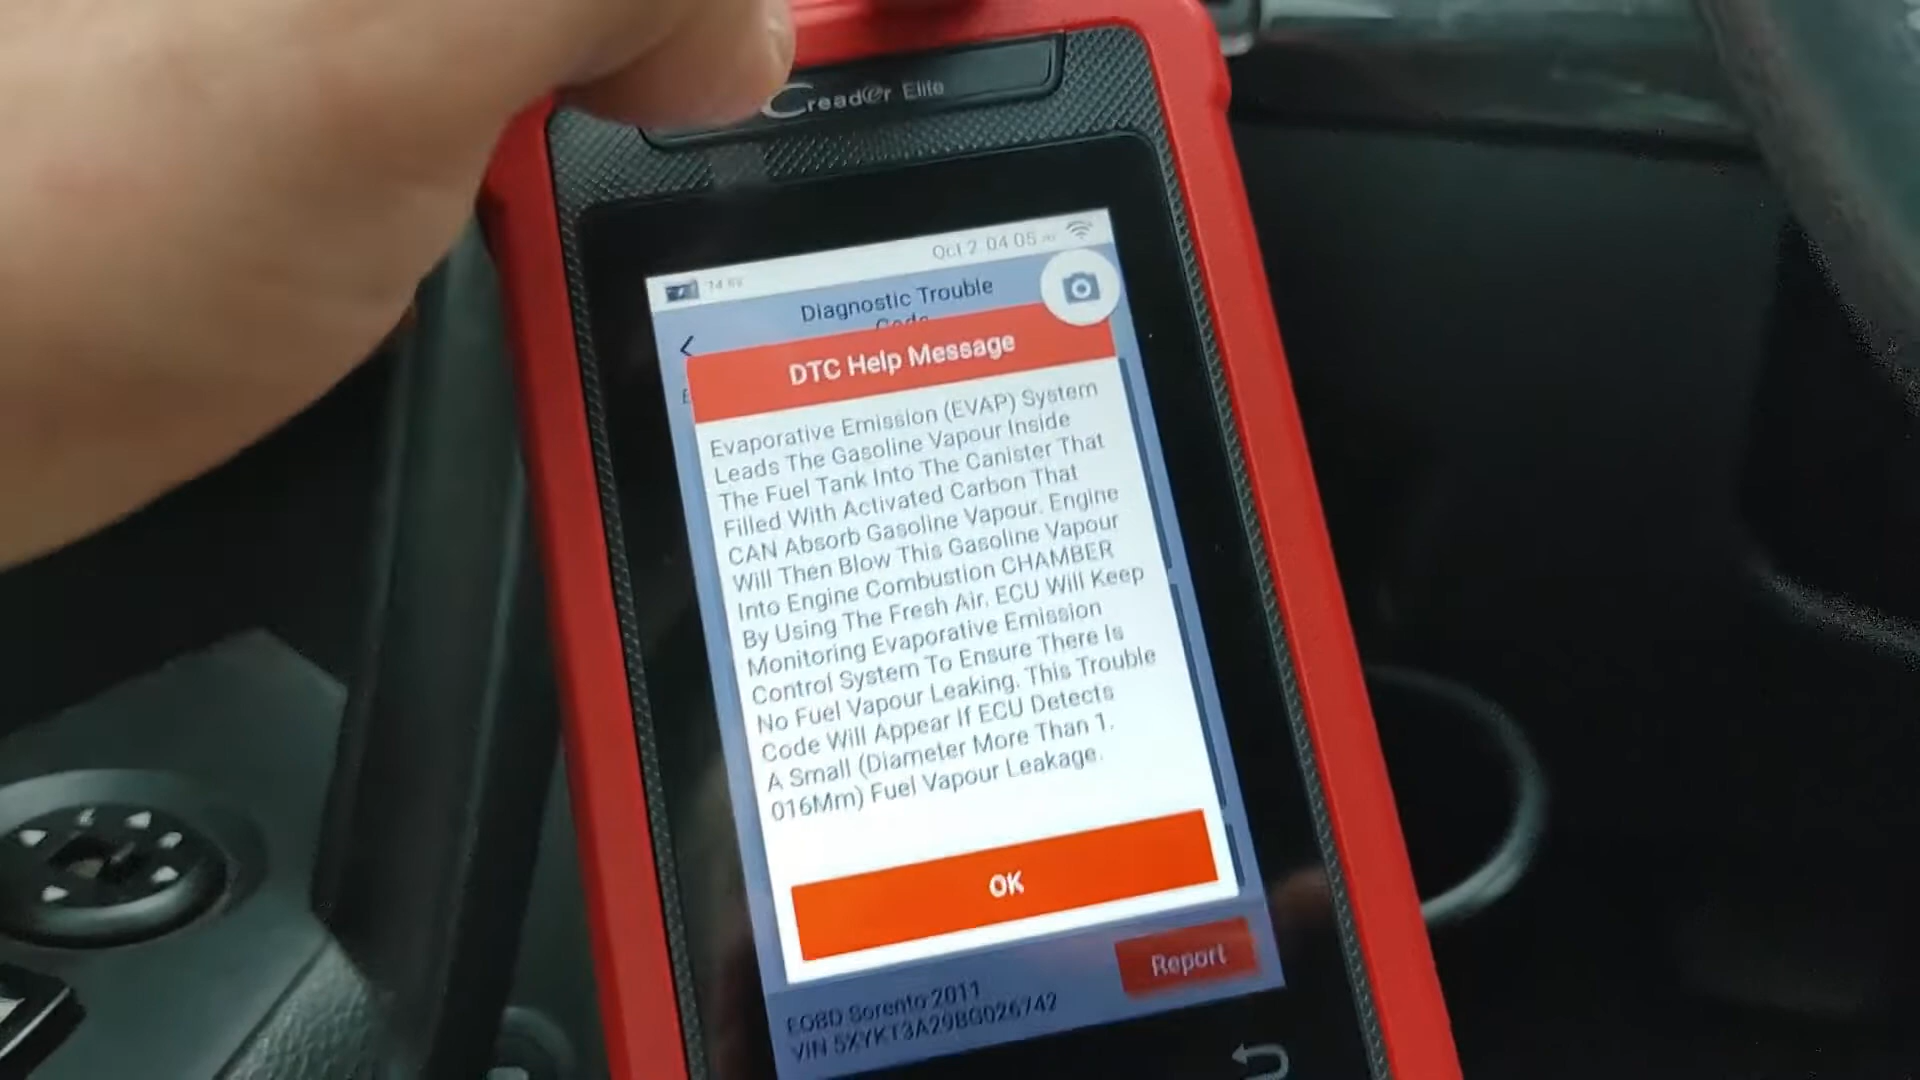 Creader Elite
Oct 2 04 05
Diagnostic Trouble
Code
DTC Help Message
Evaporative Emission (EVAP) System
Leads The Gasoline Vapour Inside
The Fuel Tank Into The Canister That
Filled With Activated Carbon That
CAN Absorb Gasoline Vapour. Engine
Will Then Blow This Gasoline Vapour
Into Engine Combustion CHAMBER
By Using The Fresh Air. ECU Will Keep
Monitoring Evaporative Emission
Control System To Ensure There Is
No Fuel Vapour Leaking. This Trouble
Code Will Appear If ECU Detects
A Small (Diameter More Than 1.
016Mm) Fuel Vapour Leakage.
OK
Report
EOBD Sorento 2011
VIN 5XYKT3A29BG026742